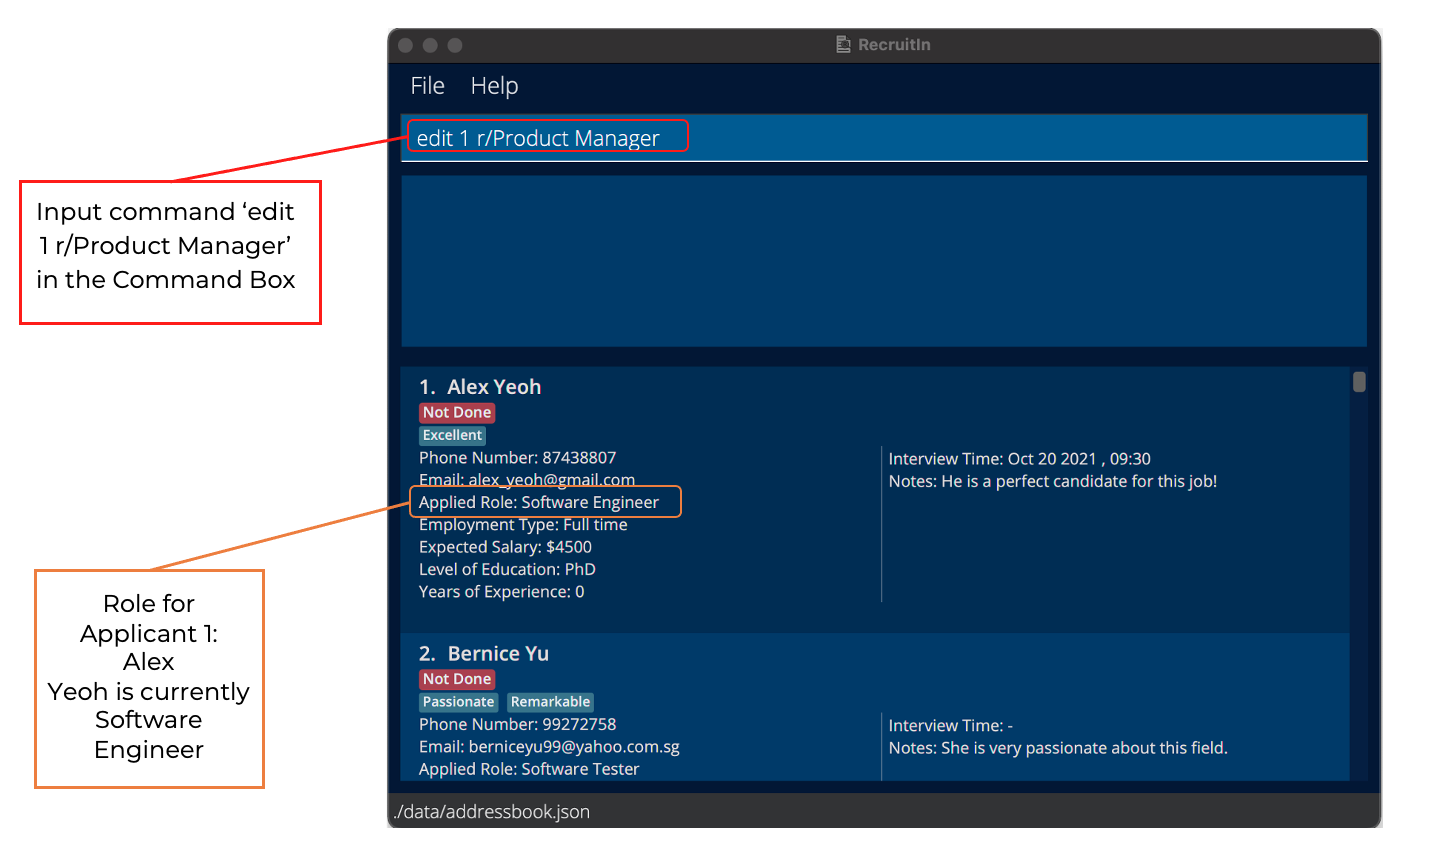 RecruitIn
File Help
edit 1 r/Product Manager
Input command ‘edit
1 r/Product Manager’
in the Command Box
1. Alex Yeoh
Not Done
Excellent
Phone Number: 87438807
Email: alex_yeoh@gmail.com
Applied Role: Software Engineer
Employment Type: Full time
Expected Salary: $4500
Level of Education: PhD
Years of Experience: 0
Interview Time: Oct 20 2021 , 09:30
Notes: He is a perfect candidate for this job!
Role for
Applicant 1:
Alex
Yeoh is currently
Software
Engineer
2. Bernice Yu
Not Done
Passionate Remarkable
Phone Number: 99272758
Email: berniceyu99@yahoo.com.sg
Applied Role: Software Tester
Interview Time: -
Notes: She is very passionate about this field.
./data/addressbook.json